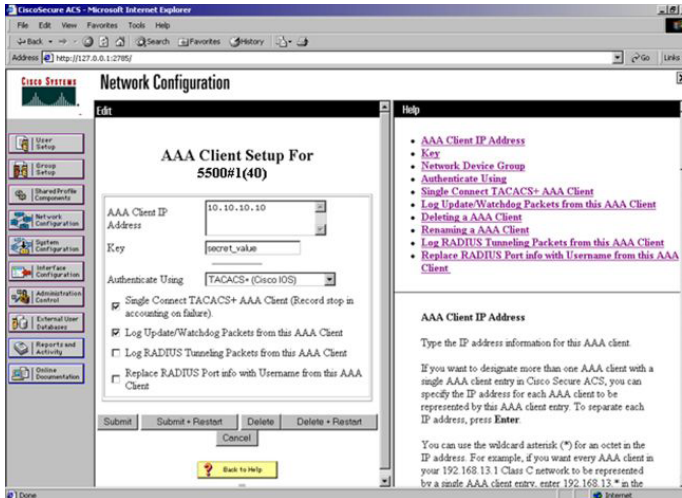 CiscoSecure ACS - Microsoft Internet Explorer
File Edit View Favorites Tools Help
Back Search Favorites History
Address http://127.0.0.1:2785/ Go Links
CISCO SYSTEMS
Network Configuration
User Setup
Group Setup
Shared Profile Components
Network Configuration
System Configuration
Interface Configuration
Administration Control
External User Databases
Reports and Activity
Online Documentation
Edit
AAA Client Setup For
5500#1(40)
AAA Client IP Address
10.10.10.10
Key
secret_value
Authenticate Using
TACACS+ (Cisco IOS)
Single Connect TACACS+ AAA Client (Record stop in
accounting on failure).
Log Update/Watchdog Packets from this AAA Client
Log RADIUS Tunneling Packets from this AAA Client
Replace RADIUS Port info with Username from this AAA
Client
Submit Submit + Restart Delete Delete + Restart
Cancel
? Back to Help
Help
AAA Client IP Address
Key
Network Device Group
Authenticate Using
Single Connect TACACS+ AAA Client
Log Update/Watchdog Packets from this AAA Client
Deleting a AAA Client
Renaming a AAA Client
Log RADIUS Tunneling Packets from this AAA Client
Replace RADIUS Port info with Username from this AAA
Client
AAA Client IP Address
Type the IP address information for this AAA client.
If you want to designate more than one AAA client with a
single AAA client entry in Cisco Secure ACS, you can
specify the IP address for each AAA client to be
represented by this AAA client entry. To separate each
IP address, press Enter.
You can use the wildcard asterisk (*) for an octet in the
IP address. For example, if you want every AAA client in
your 192.168.13.1 Class C network to be represented
by a single AAA client entry, enter 192.168.13.* in the
Done
Internet